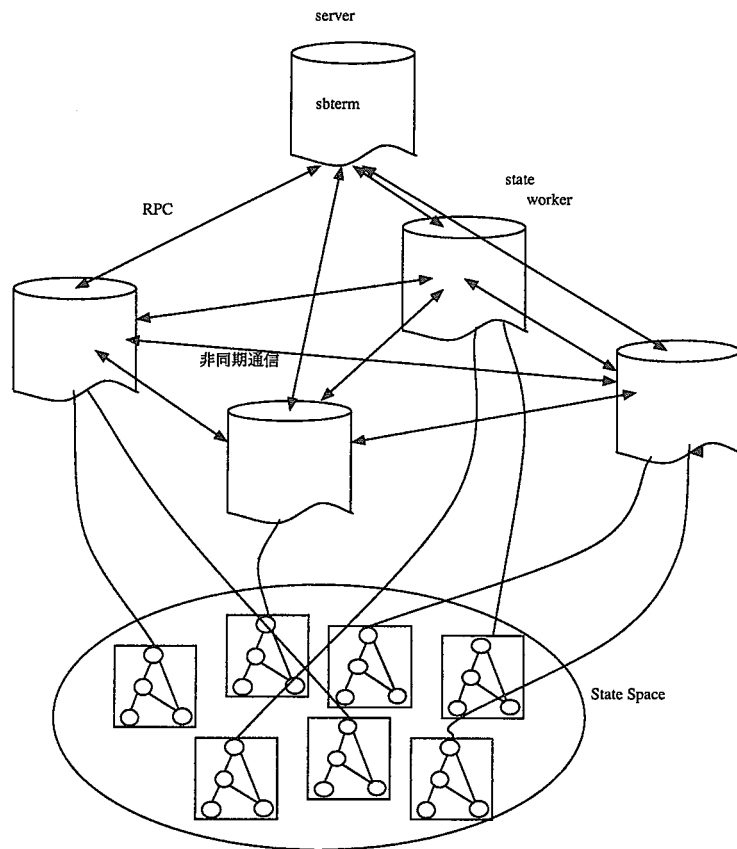 server
sbterm
state
worker
RPC
非同期通信
State Space